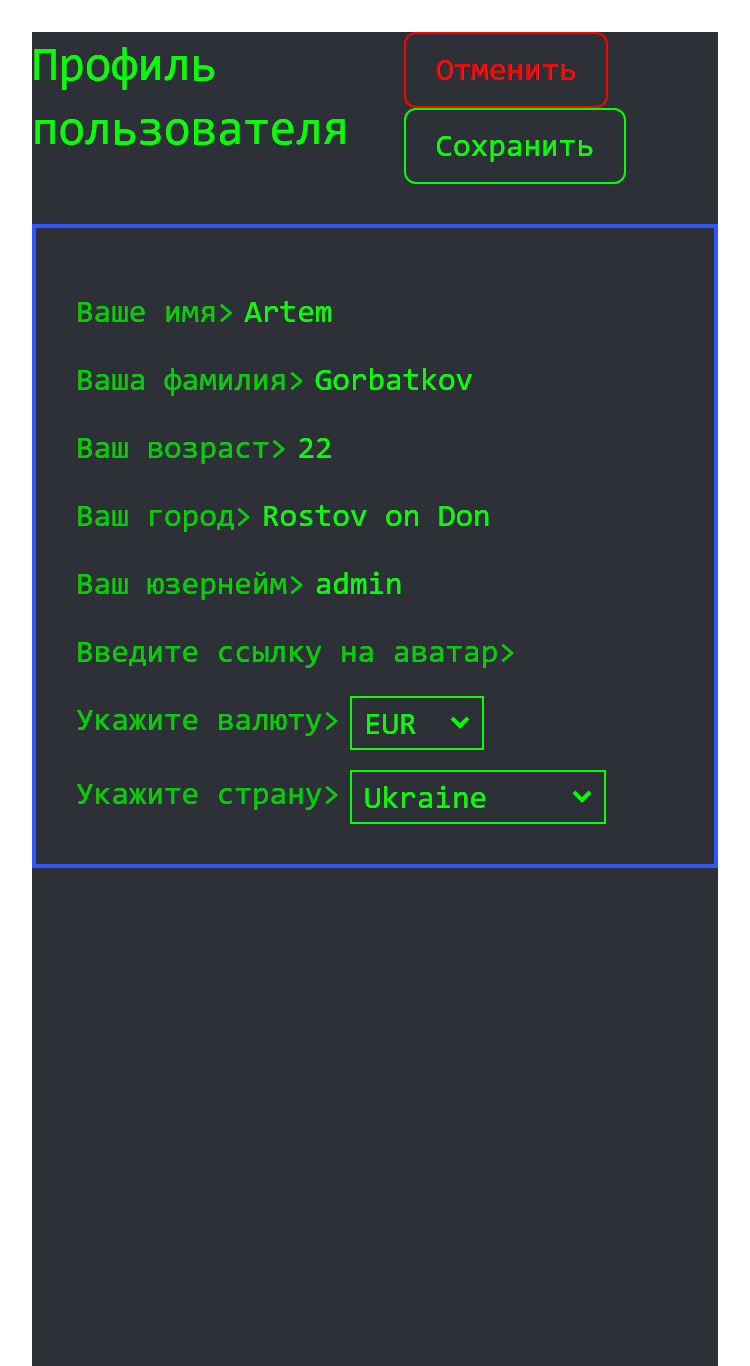 Профиль
пользователя
Отменить
Сохранить
Ваше имя> Artem
Ваша фамилия> Gorbatkov
Ваш возраст> 22
Ваш город> Rostov on Don
Ваш юзернейм> admin
Введите ссылку на аватар>
Укажите валюту> EUR
Укажите страну> Ukraine